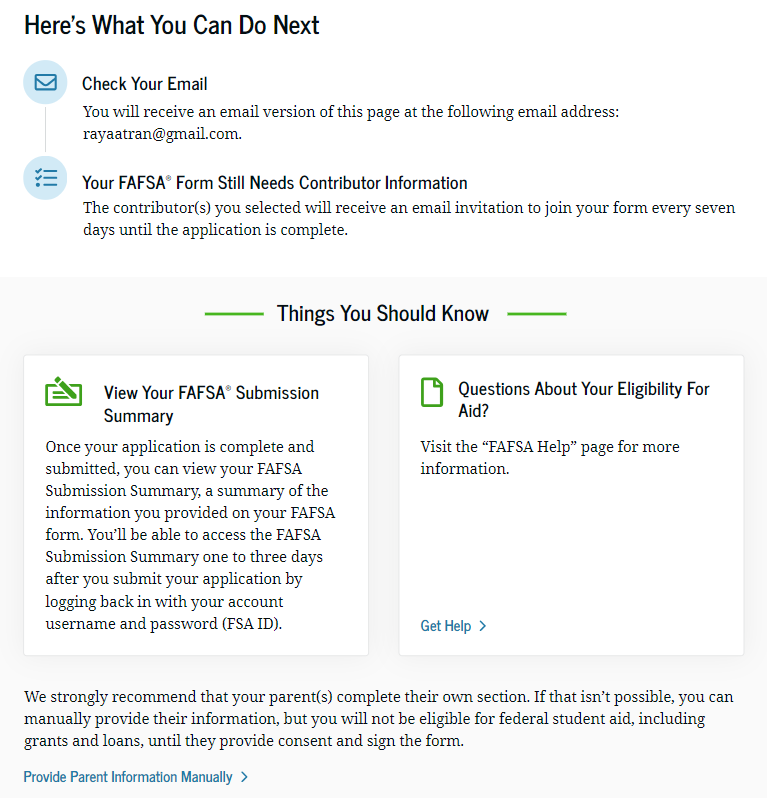 Here's What You Can Do Next
Check Your Email
You will receive an email version of this page at the following email address:
rayaatran@gmail.com.
Your FAFSA® Form Still Needs Contributor Information
The contributor(s) you selected will receive an email invitation to join your form every seven
days until the application is complete.
Things You Should Know
View Your FAFSA® Submission
Summary
Once your application is complete and
submitted, you can view your FAFSA
Submission Summary, a summary of the
information you provided on your FAFSA
form. You'll be able to access the FAFSA
Submission Summary one to three days
after you submit your application by
logging back in with your account
username and password (FSA ID).
Questions About Your Eligibility For
Aid?
Visit the “FAFSA Help” page for more
information.
Get Help
We strongly recommend that your parent(s) complete their own section. If that isn't possible, you can
manually provide their information, but you will not be eligible for federal student aid, including
grants and loans, until they provide consent and sign the form.
Provide Parent Information Manually